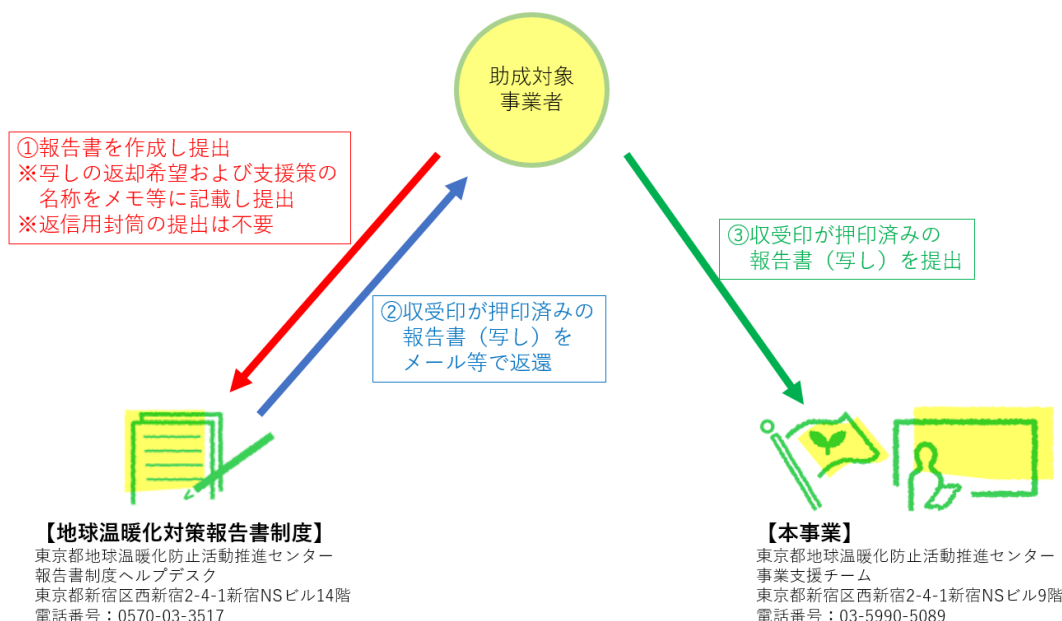 助成対象
事業者
①報告書を作成し提出
※写しの返却希望および支援策の
名称をメモ等に記載し提出
※返信用封筒の提出は不要
②収受印が押印済みの
報告書（写し）を
メール等で返還
③収受印が押印済みの
報告書（写し）を提出
【地球温暖化対策報告書制度】
東京都地球温暖化防止活動推進センター
報告書制度ヘルプデスク
東京都新宿区西新宿2-4-1新宿NSビル14階
電話番号：0570-03-3517
【本事業】
東京都地球温暖化防止活動推進センター
事業支援チーム
東京都新宿区西新宿2-4-1新宿NSビル9階
電話番号：03-5990-5089